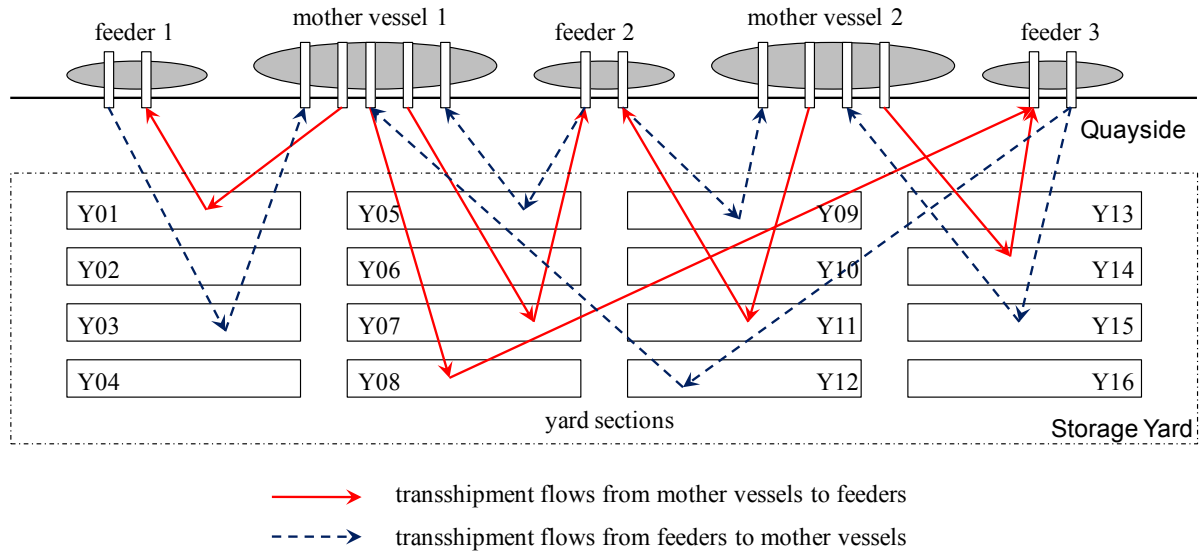 feeder 1
mother vessel 1
feeder 2
mother vessel 2
feeder 3
Quayside
Y01
Y05
Y09
Y13
Y02
Y06
Y10
Y14
Y03
Y07
Y11
Y15
Y04
Y08
Y12
Y16
yard sections
Storage Yard
transshipment flows from mother vessels to feeders
transshipment flows from feeders to mother vessels